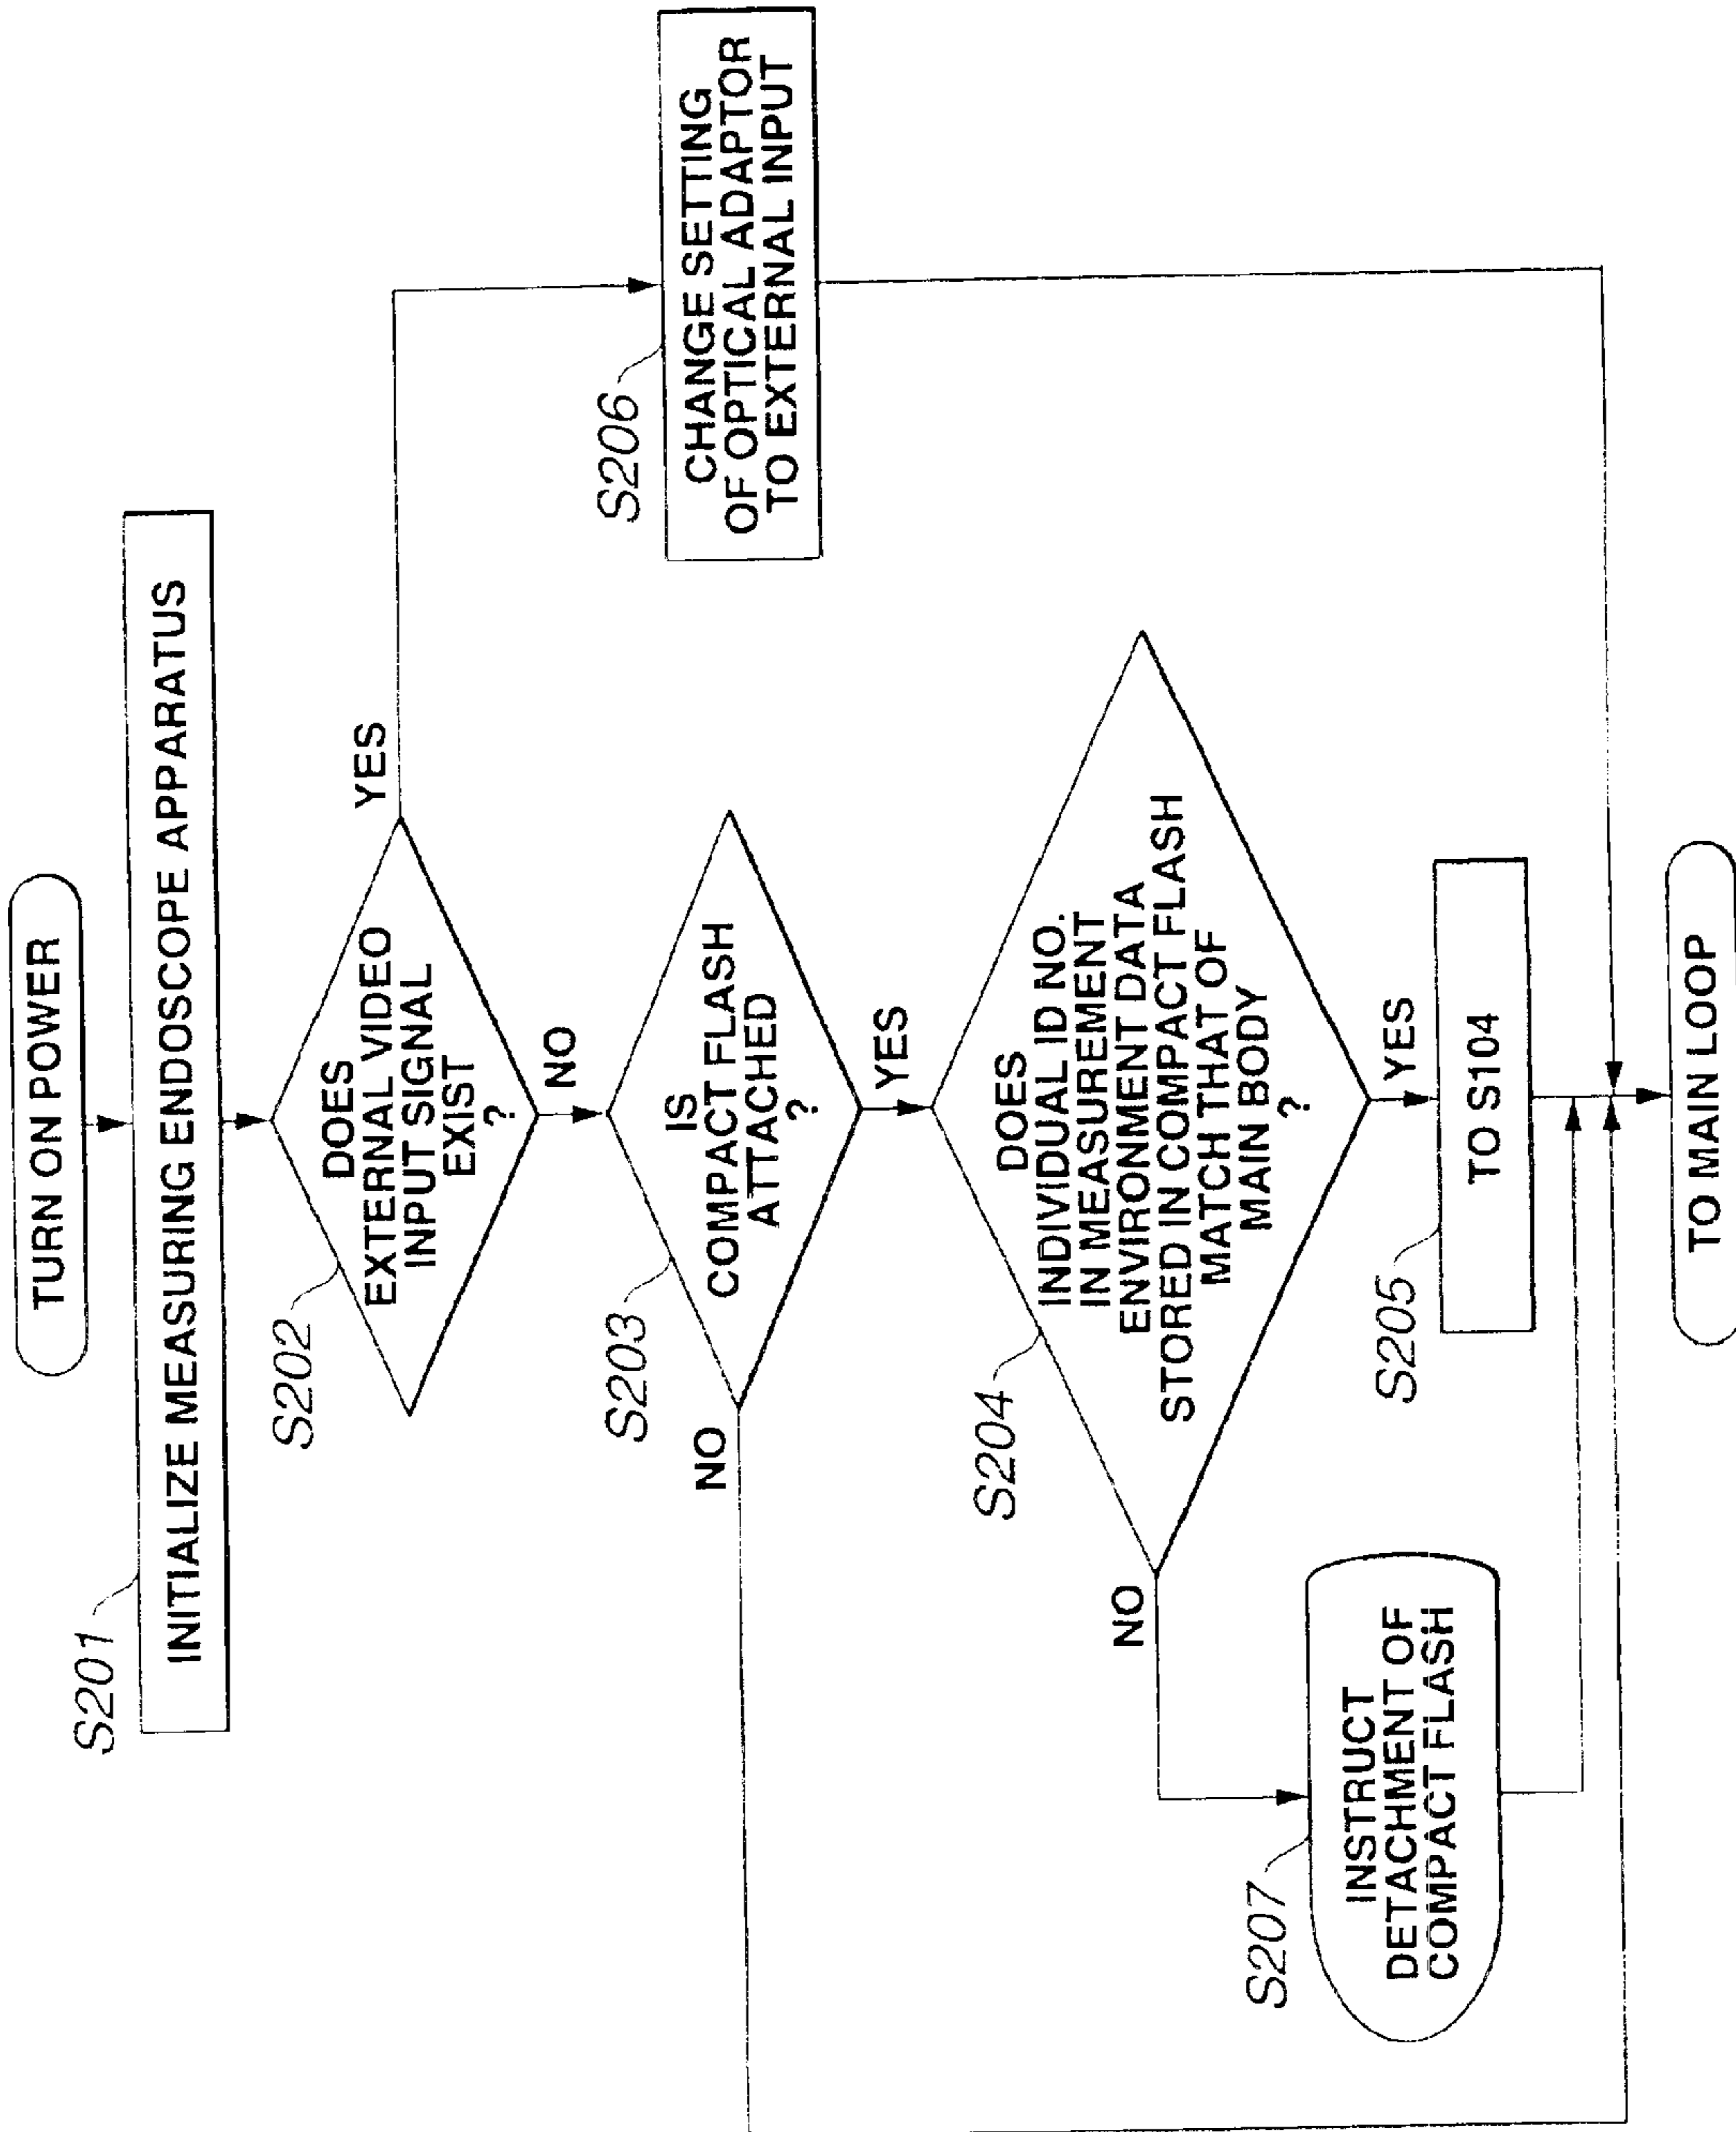 TURN ON POWER
S201
INITIALIZE MEASURING ENDOSCOPE APPARATUS
S202
DOES
EXTERNAL VIDEO
INPUT SIGNAL
EXIST
?
YES
NO
S206
CHANGE SETTING
OF OPTICAL ADAPTOR
TO EXTERNAL INPUT
S203
IS
COMPACT FLASH
ATTACHED
?
NO
YES
S204
DOES
INDIVIDUAL ID NO.
IN MEASUREMENT
ENVIRONMENT DATA
STORED IN COMPACT FLASH
MATCH THAT OF
MAIN BODY
?
NO
YES
S207
INSTRUCT
DETACHMENT OF
COMPACT FLASH
S205
TO S104
TO MAIN LOOP